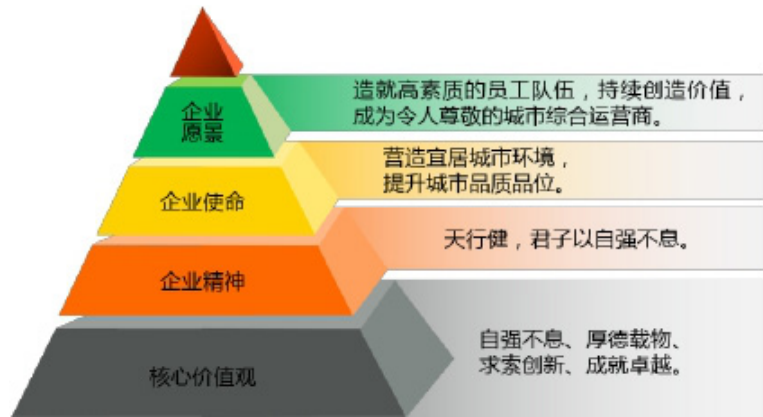 企业
愿景
造就高素质的员工队伍，持续创造价值，
成为令人尊敬的城市综合运营商。
企业使命
营造宜居城市环境，
提升城市品质品位。
企业精神
天行健，君子以自强不息。
核心价值观
自强不息、厚德载物、
求索创新、成就卓越。